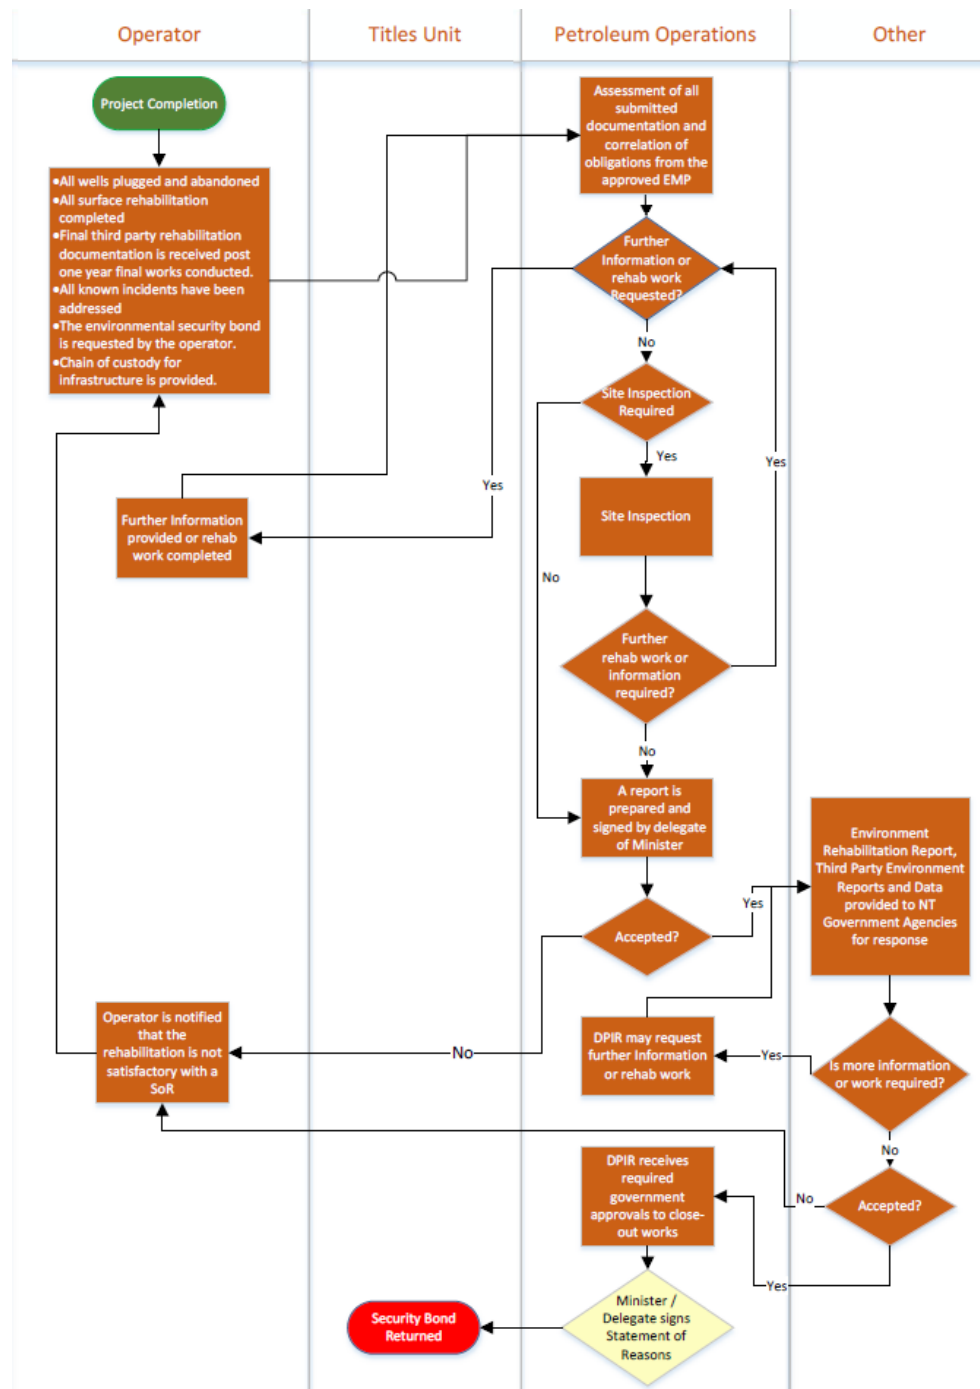 Operator
Titles Unit
Petroleum Operations
Other
Project Completion
•All wells plugged and abandoned
•All surface rehabilitation
completed
•Final third party rehabilitation
documentation is received post
one year final works conducted.
•All known incidents have been
addressed
•The environmental security bond
is requested by the operator.
•Chain of custody for
infrastructure is provided.
Assessment of all
submitted
documentation and
correlation of
obligations from the
approved EMP
Further
Information or
rehab work
Requested?
No
Site Inspection
Required
Yes
Yes
Yes
Site Inspection
Further Information
provided or rehab
work completed
No
Further
rehab work or
information
required?
No
A report is
prepared and
signed by delegate
of Minister
Environment
Rehabilitation Report,
Third Party Environment
Reports and Data
provided to NT
Government Agencies
for response
Yes
Accepted?
Operator is notified
that the
rehabilitation is not
satisfactory with a
SoR
No
DPIR may request
further Information
or rehab work
Yes
Is more information
or work required?
No
DPIR receives
required
government
approvals to close-
out works
No
Accepted?
Yes
Minister /
Delegate signs
Statement of
Reasons
Security Bond
Returned